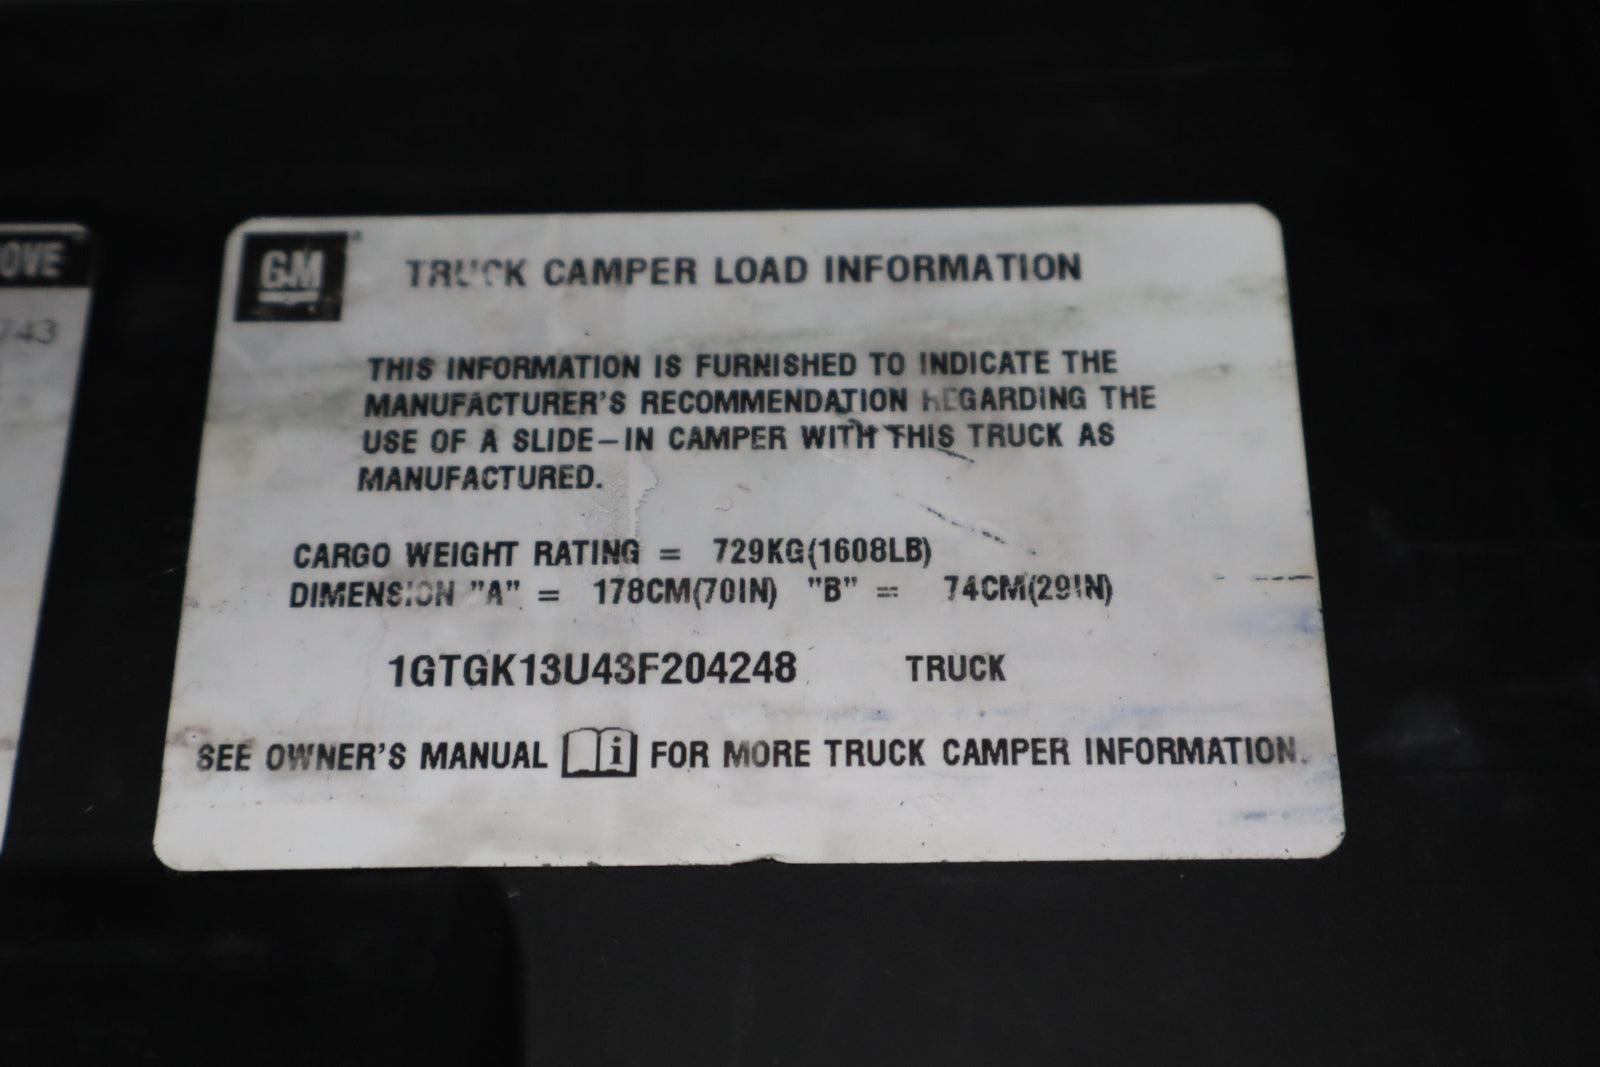 OVE
743
GM
TRUCK CAMPER LOAD INFORMATION
THIS INFORMATION IS FURNISHED TO INDICATE THE
MANUFACTURER'S RECOMMENDATION REGARDING THE
USE OF A SLIDE-IN CAMPER WITH THIS TRUCK AS
MANUFACTURED.
CARGO WEIGHT RATING = 729KG(1608LB)
DIMENSION "A" = 178CM(70IN) "B" = 74CM(29IN)
1GTGK13U43F204248 TRUCK
SEE OWNER'S MANUAL i FOR MORE TRUCK CAMPER INFORMATION.